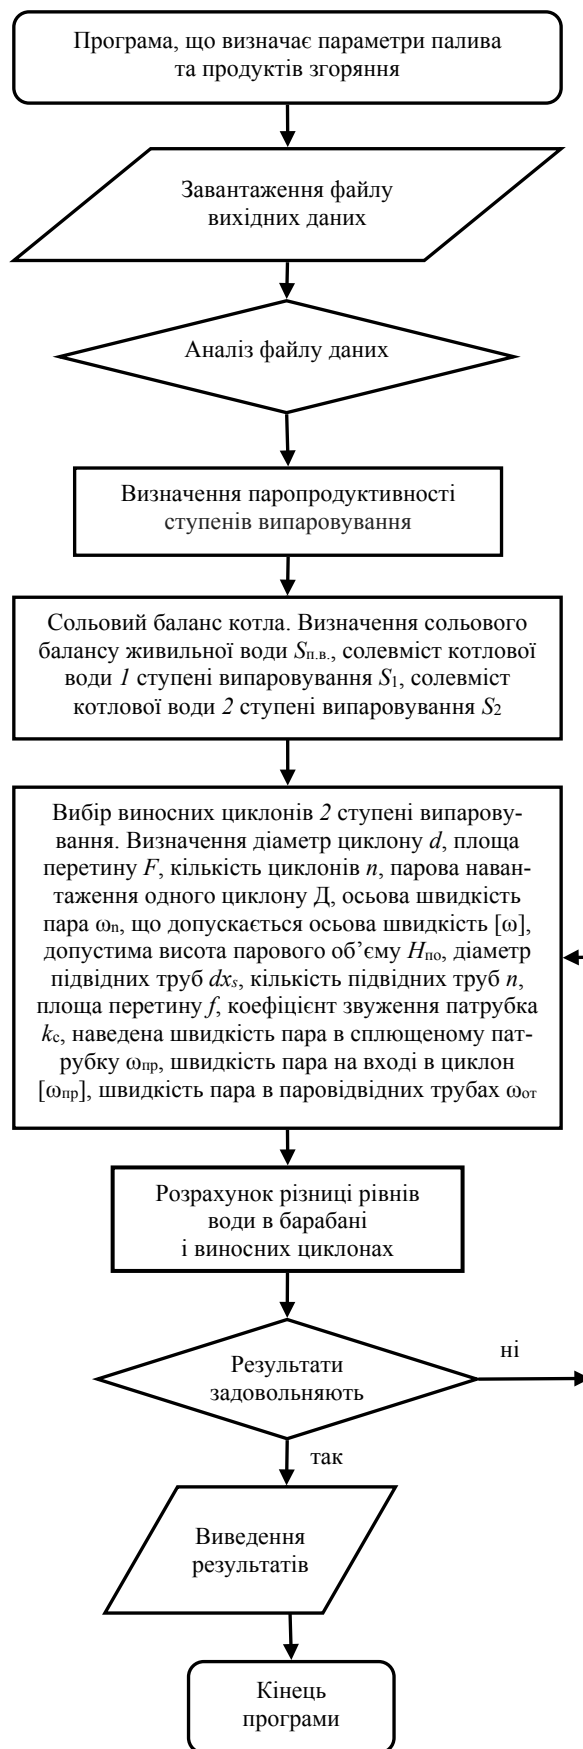 Програма, що визначає параметри палива
та продуктів згоряння
Завантаження файлу
вихідних даних
Аналіз файлу даних
Визначення паропродуктивності
ступенів випаровування
Сольовий баланс котла. Визначення сольового
балансу живильної води Sп.в., солевміст котлової
води 1 ступені випаровування S1, солевміст
котлової води 2 ступені випаровування S2
Вибір виносних циклонів 2 ступені випарову-
вання. Визначення діаметр циклону d, площа
перетину F, кількість циклонів n, парова наван-
таження одного циклону Д, осьова швидкість
пара ωn, що допускається осьова швидкість [ω],
допустима висота парового об’єму Hпо, діаметр
підвідних труб dxs, кількість підвідних труб n,
площа перетину f, коефіцієнт звуження патрубка
kc, наведена швидкість пара в сплющеному пат-
рубку ωпр, швидкість пара на вході в циклон
[ωпр], швидкість пара в паровідвідних трубах ωот
Розрахунок різниці рівнів
води в барабані
і виносних циклонах
Результати
задовольняють
ні
так
Виведення
результатів
Кінець
програми